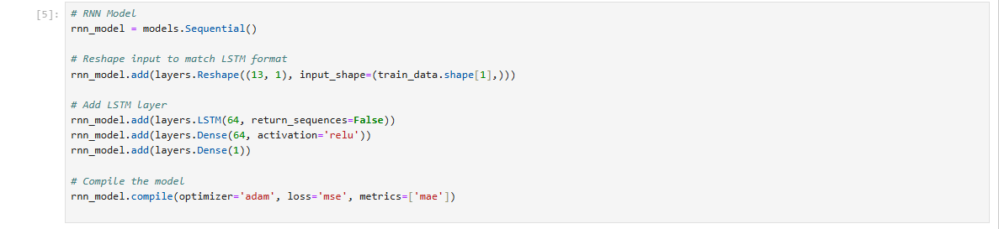 [5]: # RNN Model
rnn_model = models.Sequential()
# Reshape input to match LSTM format
rnn_model.add(layers.Reshape((13, 1), input_shape=(train_data.shape[1],)))
# Add LSTM layer
rnn_model.add(layers.LSTM(64, return_sequences=False))
rnn_model.add(layers.Dense(64, activation='relu'))
rnn_model.add(layers.Dense(1))
# Compile the model
rnn_model.compile(optimizer='adam', loss='mse', metrics=['mae'])